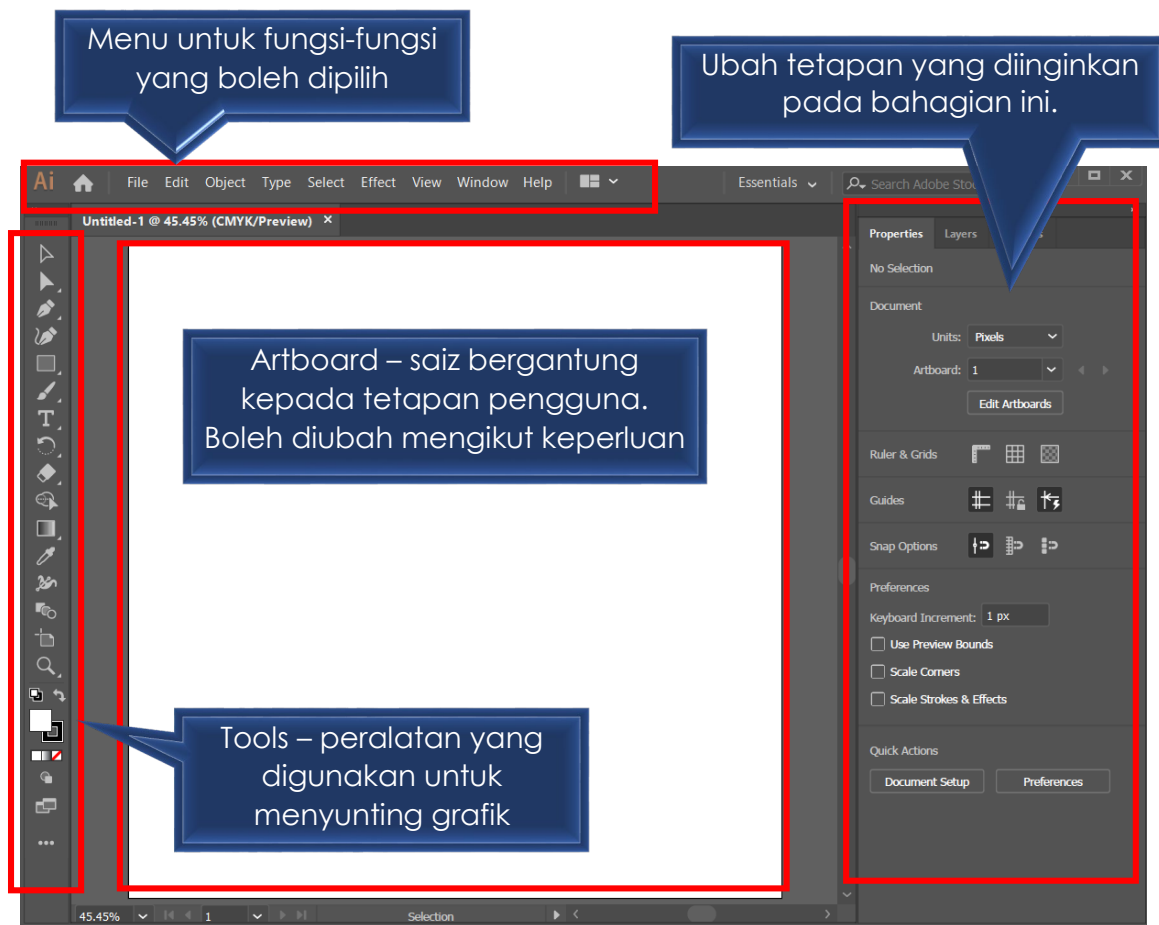 Menu untuk fungsi-fungsi
yang boleh dipilih
Ubah tetapan yang diinginkan
pada bahagian ini.
Ai File Edit Object Type Select Effect View Window Help Essentials Search Adobe
Untitled-1 @ 45.45% (CMYK/Preview) ×
Properties Layers
No Selection
Document
Units: Pixels
Artboard: 1
Edit Artboards
Artboard – saiz bergantung
kepada tetapan pengguna.
Boleh diubah mengikut keperluan
Ruler & Grids
Guides
Snap Options
Preferences
Keyboard Increment: 1 px
Use Preview Bounds
Scale Corners
Scale Strokes & Effects
Tools – peralatan yang
digunakan untuk
menyunting grafik
Quick Actions
Document Setup Preferences
45.45% 1 Selection